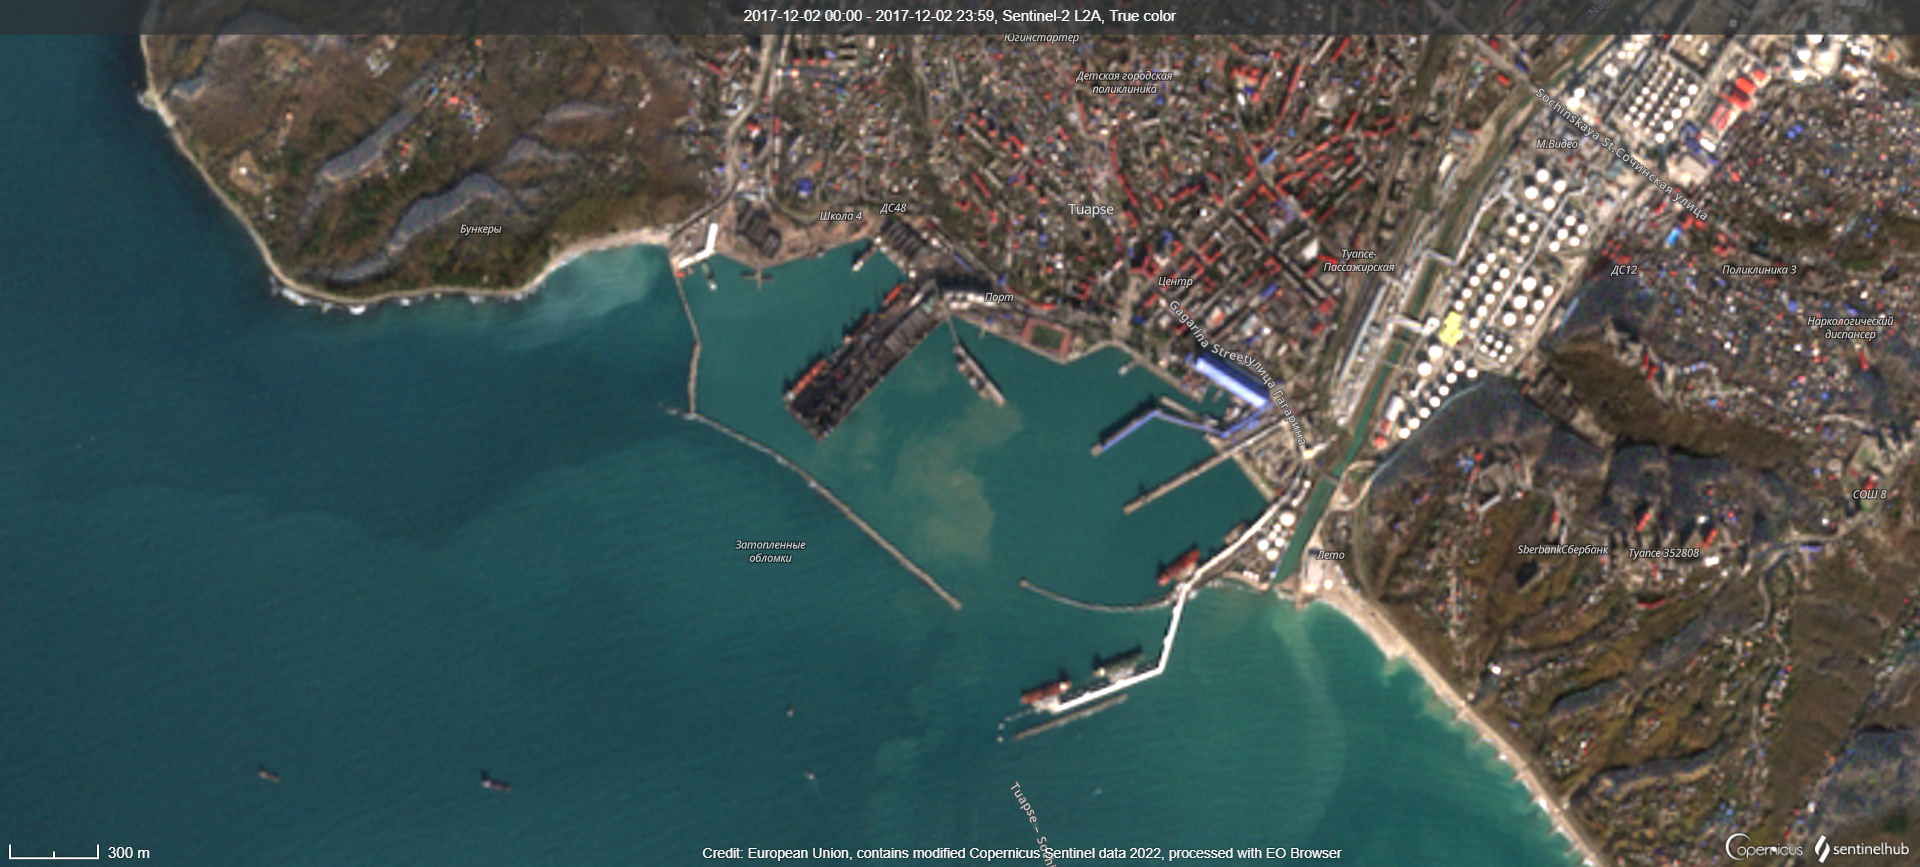 2017-12-02 00:00 - 2017-12-02 23:59, Sentinel-2 L2A, True color
Югинстартер
Детская городская
поликлиника
Sochinskaya St.Сочинская улица
М.Видео
Школа 4
ДС48
Tuapse
Бункеры
Туапсе-
Пассажирская
ДС12
Поликлиника 3
Центр
Порт
Gagarina Streetулица Гагарина
Наркологический
диспансер
СОШ 8
Затопленные
обломки
Лето
SberbankСбербанк
Туапсе 352808
Tuapse – Sochi
300 m
Credit: European Union, contains modified Copernicus Sentinel data 2022, processed with EO Browser
opernicus
sentinelhub